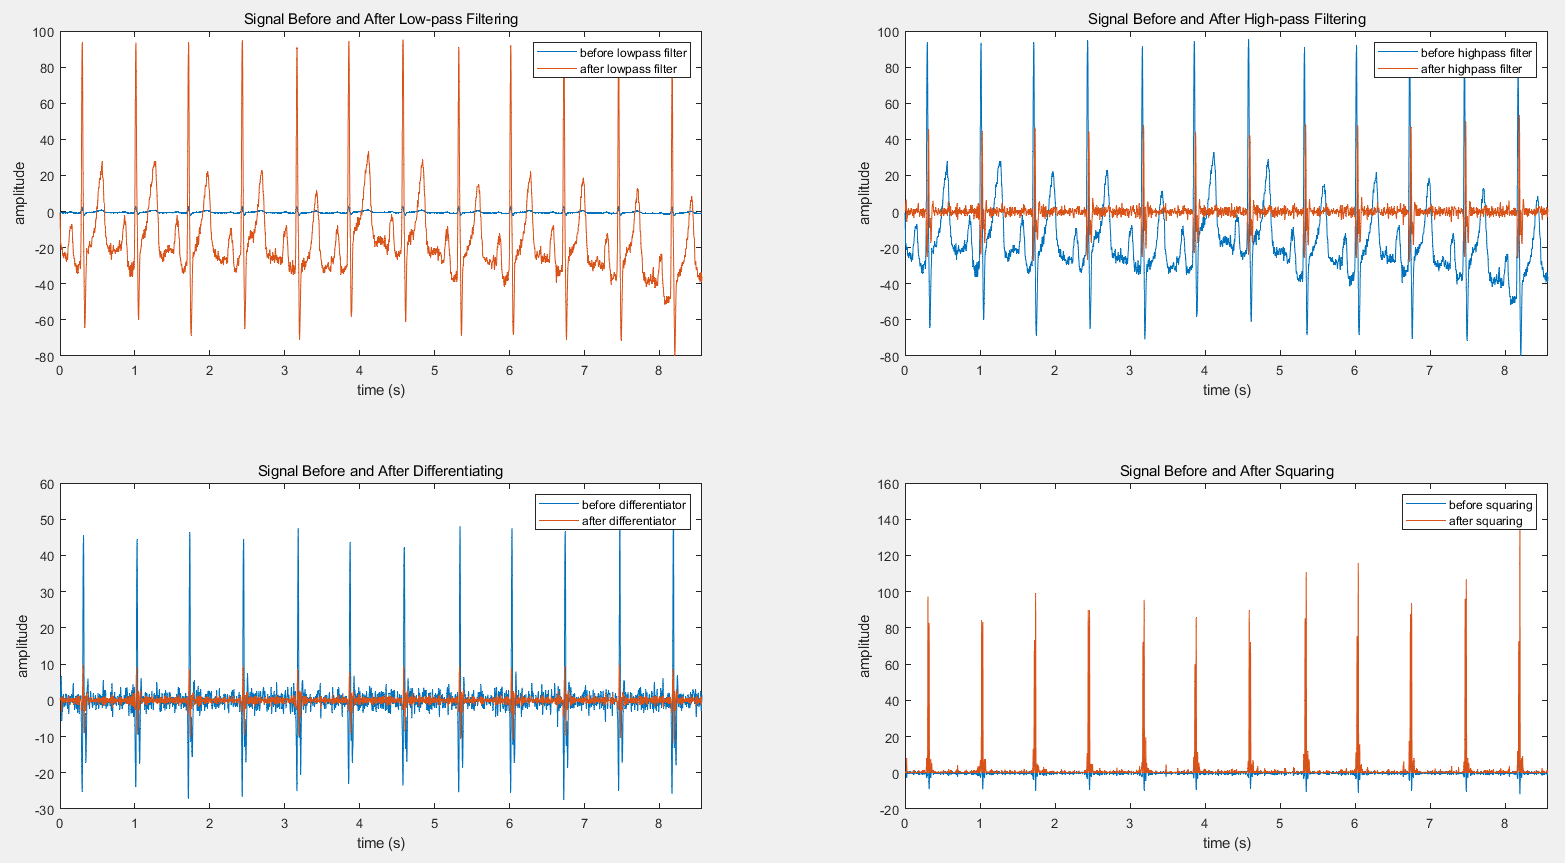 Signal Before and After Low-pass Filtering
100
80
60
40
20
0
-20
-40
-60
-80
amplitude
before lowpass filter
after lowpass filter
0 1 2 3 4 5 6 7 8
time (s)
Signal Before and After High-pass Filtering
100
80
60
40
20
0
-20
-40
-60
-80
amplitude
before highpass filter
after highpass filter
0 1 2 3 4 5 6 7 8
time (s)
Signal Before and After Differentiating
60
50
40
30
20
10
0
-10
-20
-30
amplitude
before differentiator
after differentiator
0 1 2 3 4 5 6 7 8
time (s)
Signal Before and After Squaring
160
140
120
100
80
60
40
20
0
-20
amplitude
before squaring
after squaring
0 1 2 3 4 5 6 7 8
time (s)